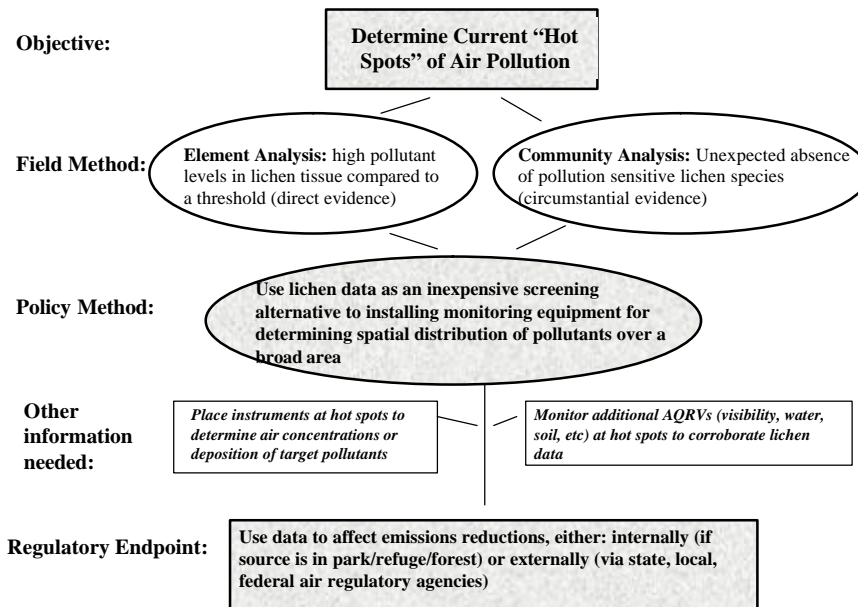 Objective:
Determine Current “Hot
Spots” of Air Pollution
Field Method:
Element Analysis: high pollutant
levels in lichen tissue compared to
a threshold (direct evidence)
Community Analysis: Unexpected absence
of pollution sensitive lichen species
(circumstantial evidence)
Policy Method:
Use lichen data as an inexpensive screening
alternative to installing monitoring equipment for
determining spatial distribution of pollutants over a
broad area
Other
information
needed:
Place instruments at hot spots to
determine air concentrations or
deposition of target pollutants
Monitor additional AQRVs (visibility, water,
soil, etc) at hot spots to corroborate lichen
data
Regulatory Endpoint:
Use data to affect emissions reductions, either: internally (if
source is in park/refuge/forest) or externally (via state, local,
federal air regulatory agencies)